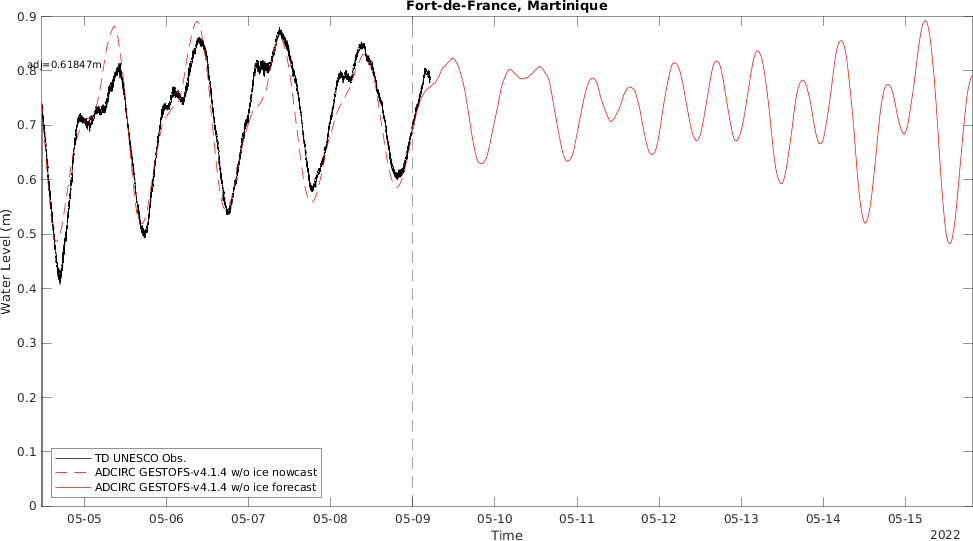 Fort-de-France, Martinique
0.9
adj=0.61847m
0.8
0.7
0.6
0.5
0.4
0.3
0.2
0.1
0
Water Level (m)
TD UNESCO Obs.
ADCIRC GESTOFS-v4.1.4 w/o ice nowcast
ADCIRC GESTOFS-v4.1.4 w/o ice forecast
05-05 05-06 05-07 05-08 05-09 05-10 05-11 05-12 05-13 05-14 05-15
Time
2022